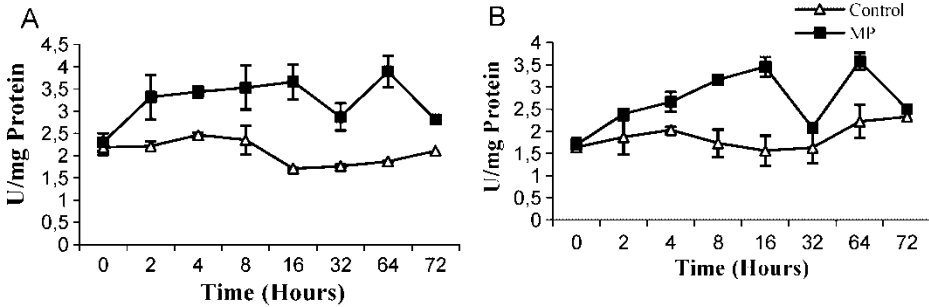 A
U/mg Protein
4,5
4
3,5
3
2,5
2
1,5
1
0,5
0
0 2 4 8 16 32 64 72
Time (Hours)
B
Control
MP
U/mg Protein
4
3,5
3
2,5
2
1,5
1
0,5
0
0 2 4 8 16 32 64 72
Time (Hours)